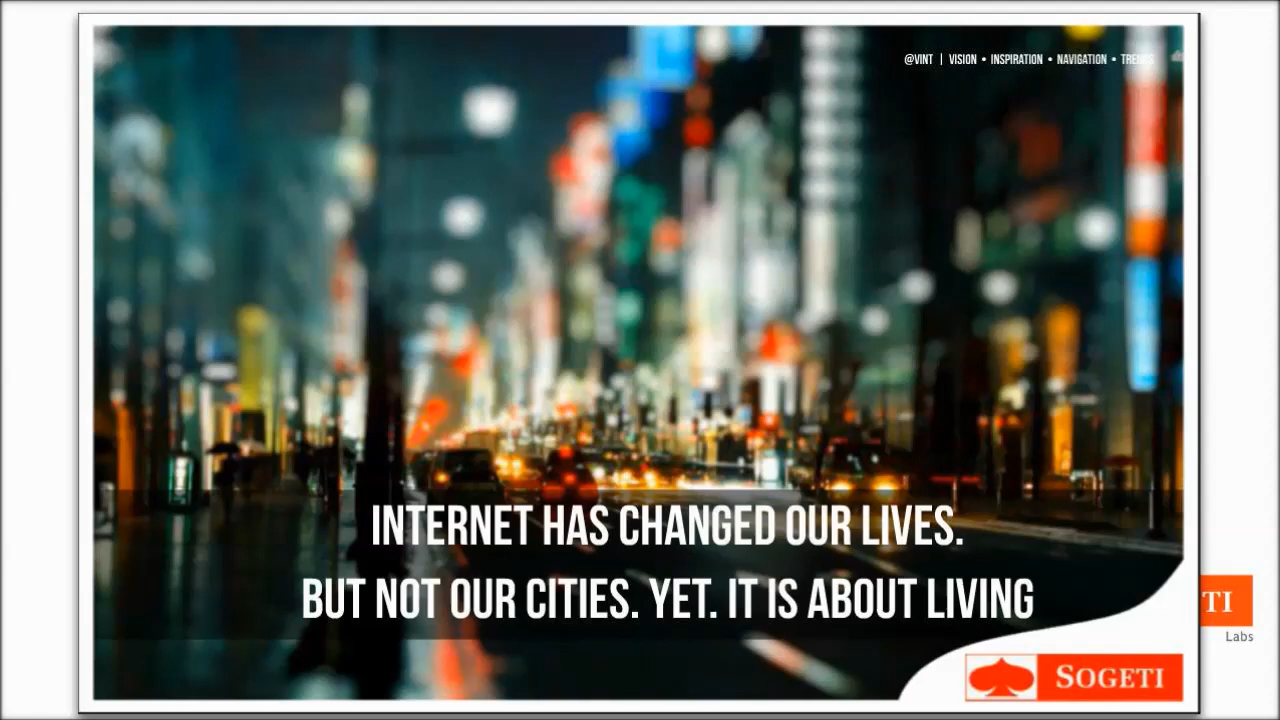 @VINT | VISION • INSPIRATION • NAVIGATION • TRENDS
INTERNET HAS CHANGED OUR LIVES.
BUT NOT OUR CITIES. YET. IT IS ABOUT LIVING
TI
Labs
SOGETI